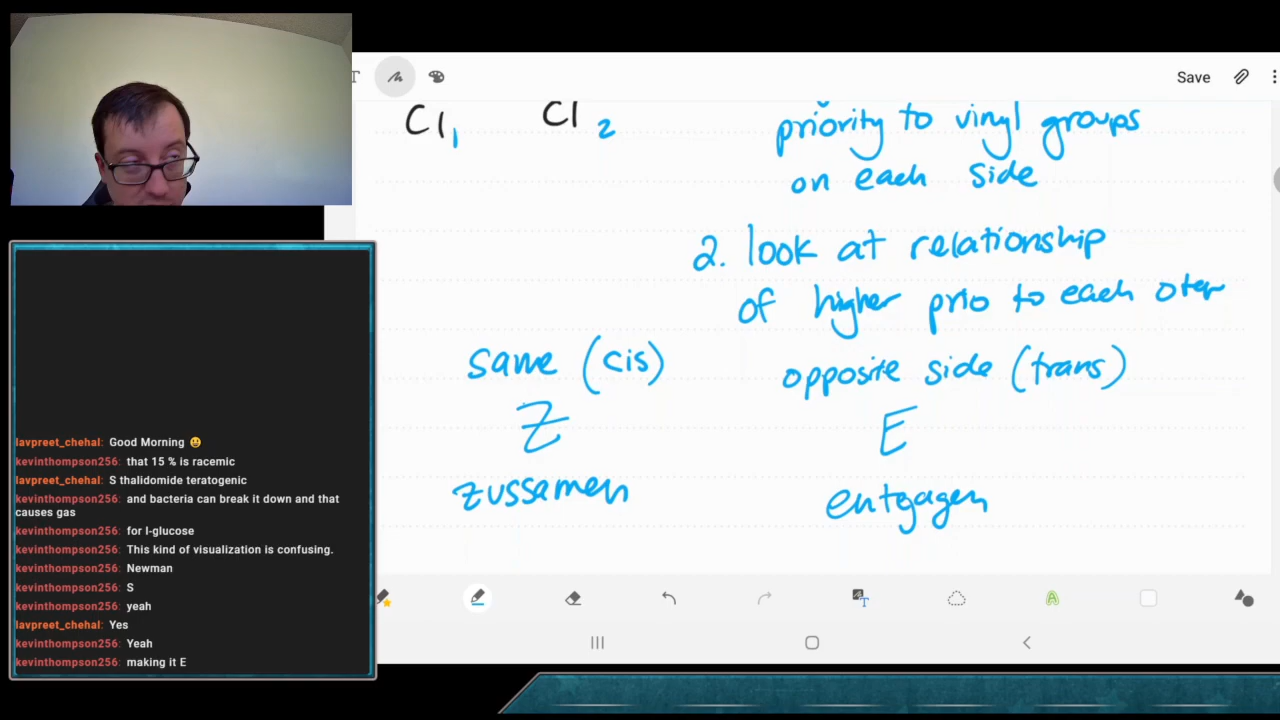 T
Save
Cl1 Cl 2
priority to vinyl groups
on each side
2. look at relationship
of higher prio to each oter
same (cis)
opposite side (trans)
Z
E
zussamen
entgagen
lavpreet_chehal: Good Morning 😃
kevinthompson256: that 15 % is racemic
lavpreet_chehal: S thalidomide teratogenic
kevinthompson256: and bacteria can break it down and that
causes gas
kevinthompson256: for l-glucose
kevinthompson256: This kind of visualization is confusing.
kevinthompson256: Newman
kevinthompson256: S
kevinthompson256: yeah
lavpreet_chehal: Yes
kevinthompson256: Yeah
kevinthompson256: making it E
T
A